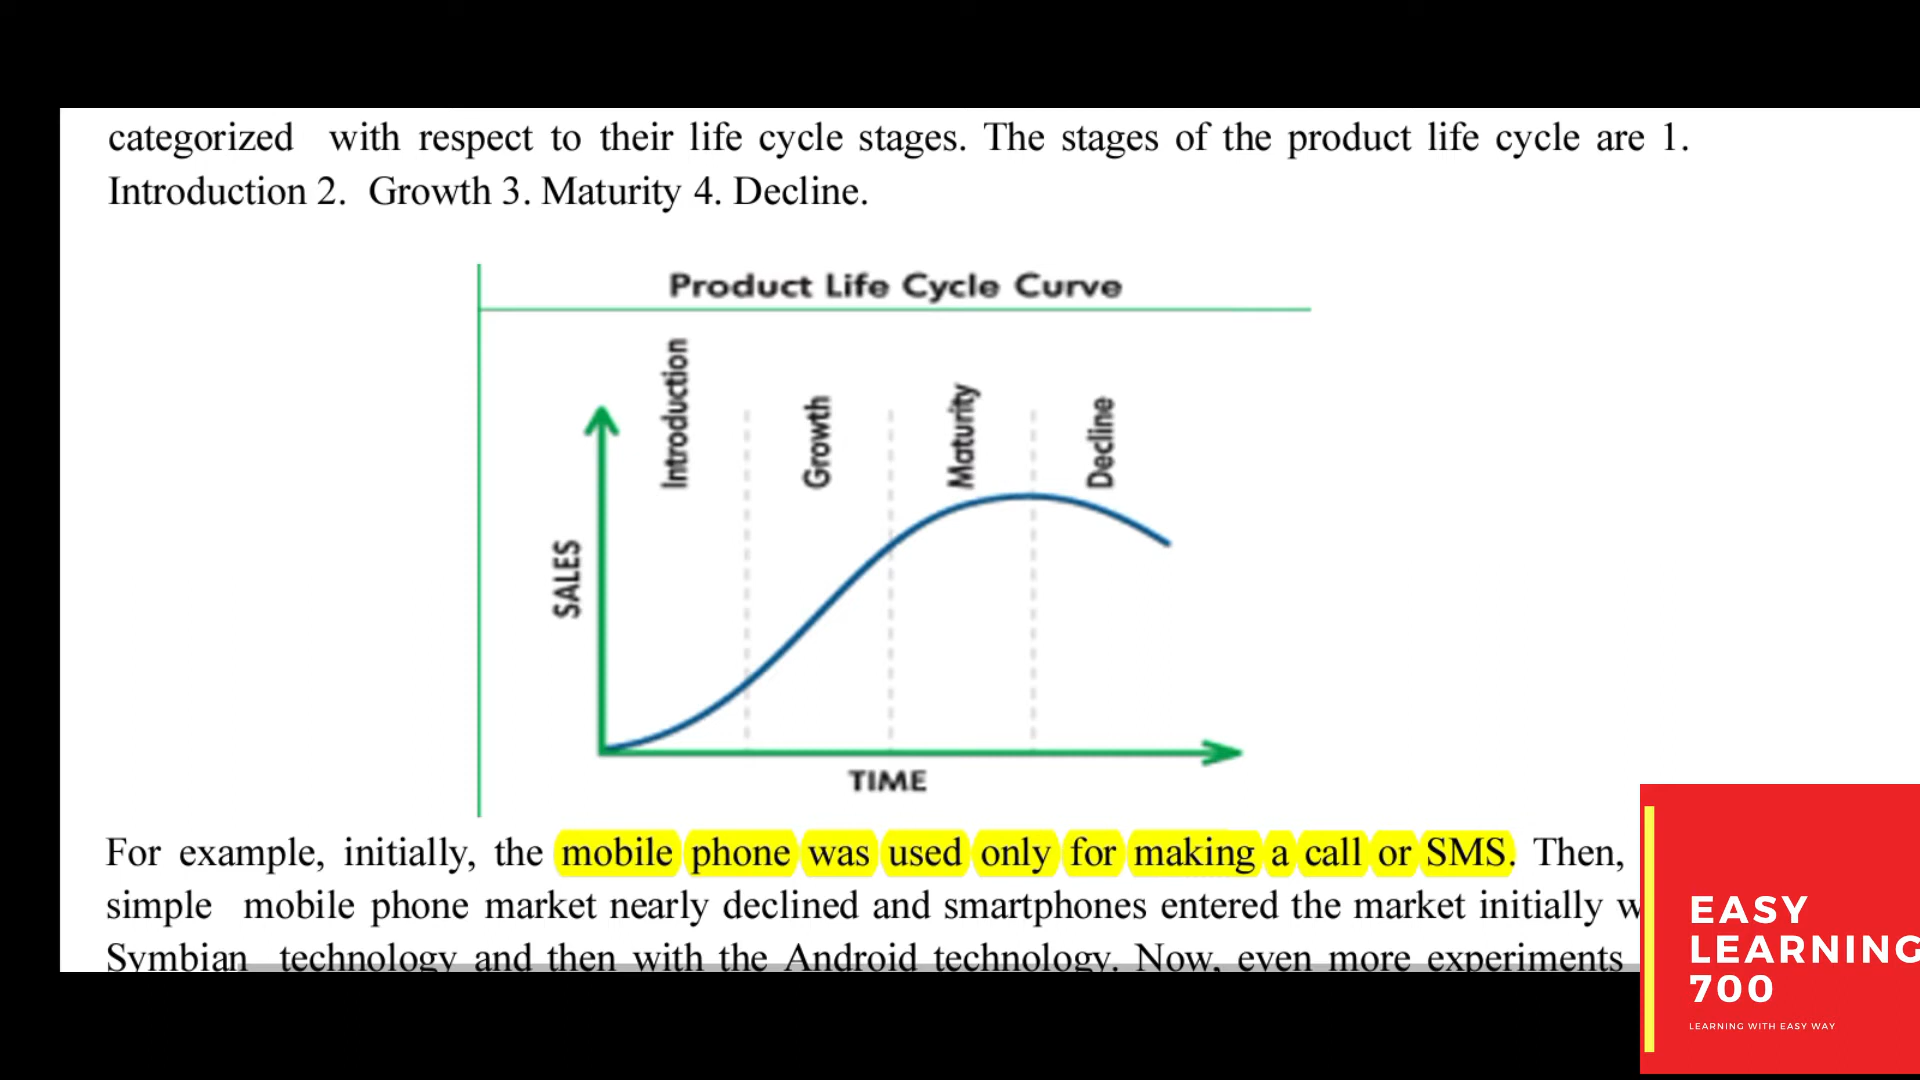 categorized with respect to their life cycle stages. The stages of the product life cycle are 1.
Introduction 2. Growth 3. Maturity 4. Decline.
Product Life Cycle Curve
Introduction
Growth
Maturity
Decline
SALES
TIME
For example, initially, the mobile phone was used only for making a call or SMS. Then,
simple mobile phone market nearly declined and smartphones entered the market initially
Symbian technology and then with the Android technology. Now, even more experiments
EASY
LEARNING
700
LEARNING WITH EASY WAY